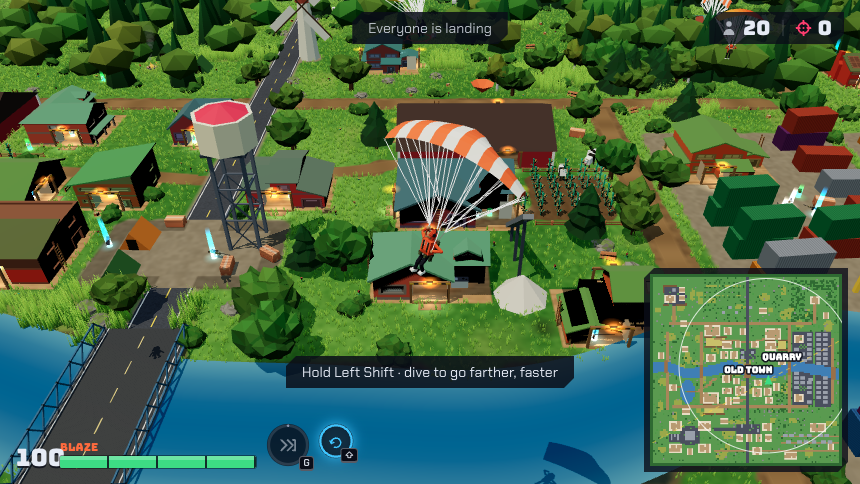 Everyone is landing
20
0
Hold Left Shift · dive to go farther, faster
QUARRY
OLD TOWN
BLAZE
100
G